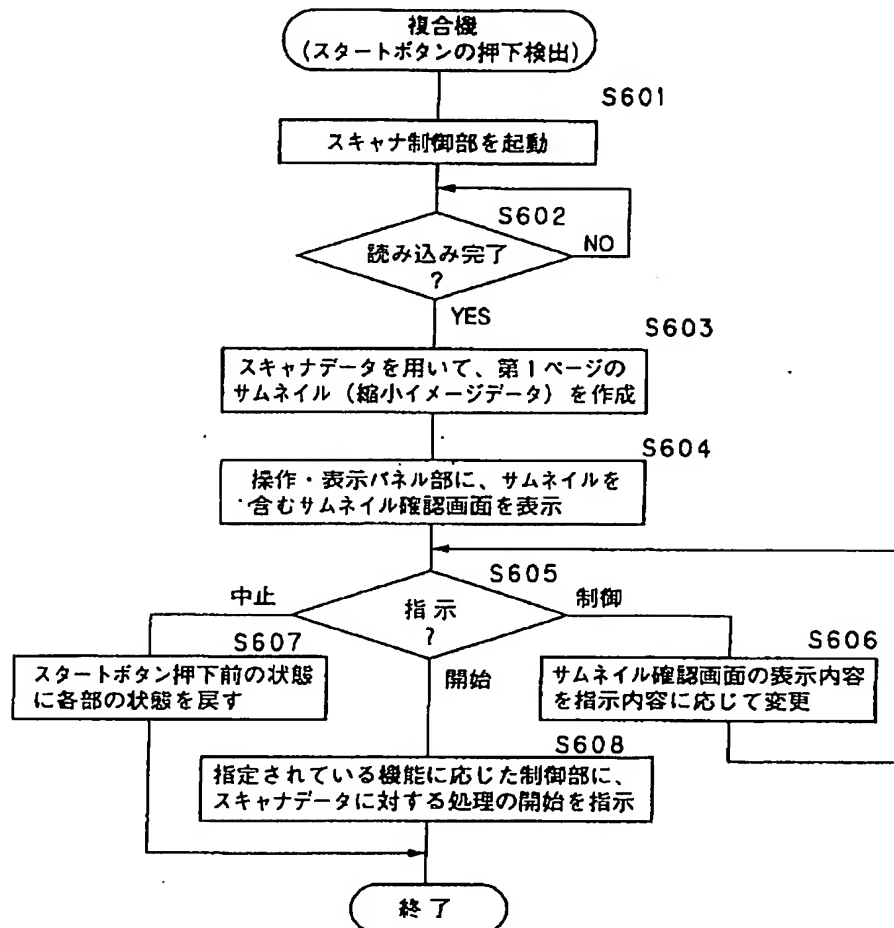 複合機
(スタートボタンの押下検出)
S601
スキャナ制御部を起動
S602
読み込み完了
?
NO
YES
S603
スキャナデータを用いて、第1ページの
サムネイル(縮小イメージデータ)を作成
S604
操作・表示パネル部に、サムネイルを
含むサムネイル確認画面を表示
S605
中止
指示
?
制御
開始
S607
スタートボタン押下前の状態
に各部の状態を戻す
S606
サムネイル確認画面の表示内容
を指示内容に応じて変更
S608
指定されている機能に応じた制御部に、
スキャナデータに対する処理の開始を指示
終了